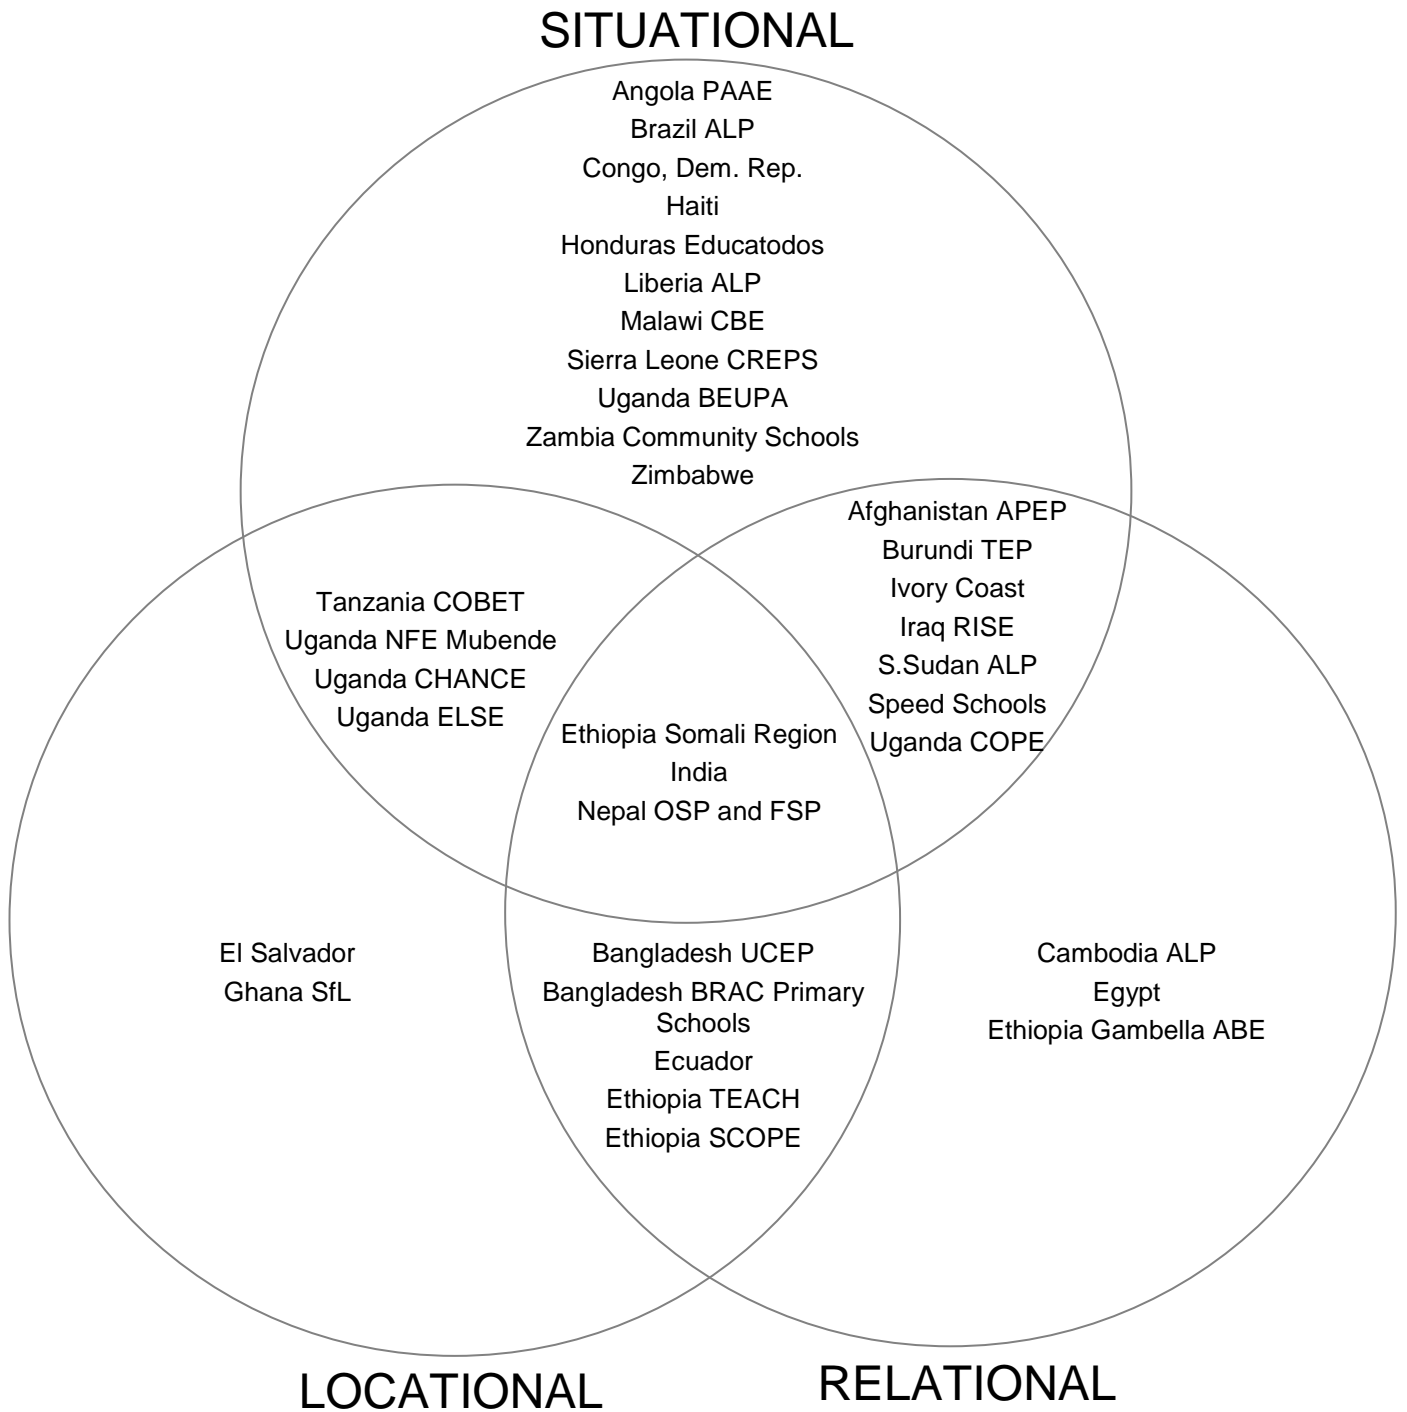 SITUATIONAL
Angola PAAE
Brazil ALP
Congo, Dem. Rep.
Haiti
Honduras Educatodos
Liberia ALP
Malawi CBE
Sierra Leone CREPS
Uganda BEUPA
Zambia Community Schools
Zimbabwe
Afghanistan APEP
Burundi TEP
Ivory Coast
Iraq RISE
S.Sudan ALP
Speed Schools
Uganda COPE
Tanzania COBET
Uganda NFE Mubende
Uganda CHANCE
Uganda ELSE
Ethiopia Somali Region
India
Nepal OSP and FSP
El Salvador
Ghana SfL
Bangladesh UCEP
Bangladesh BRAC Primary
Schools
Ecuador
Ethiopia TEACH
Ethiopia SCOPE
Cambodia ALP
Egypt
Ethiopia Gambella ABE
LOCATIONAL
RELATIONAL